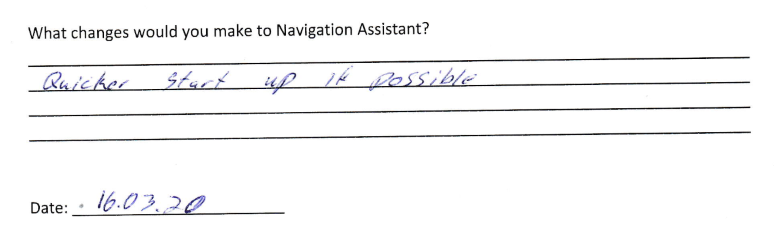 What changes would you make to Navigation Assistant?
Quicker start up if possible
Date: 16.03.20